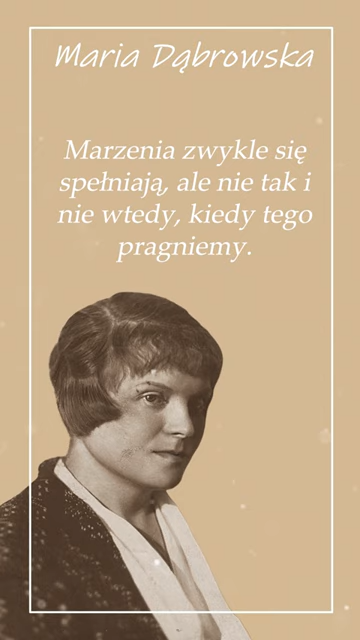 Maria Dąbrowska
Marzenia zwykle się
spełniają, ale nie tak i
nie wtedy, kiedy tego
pragniemy.